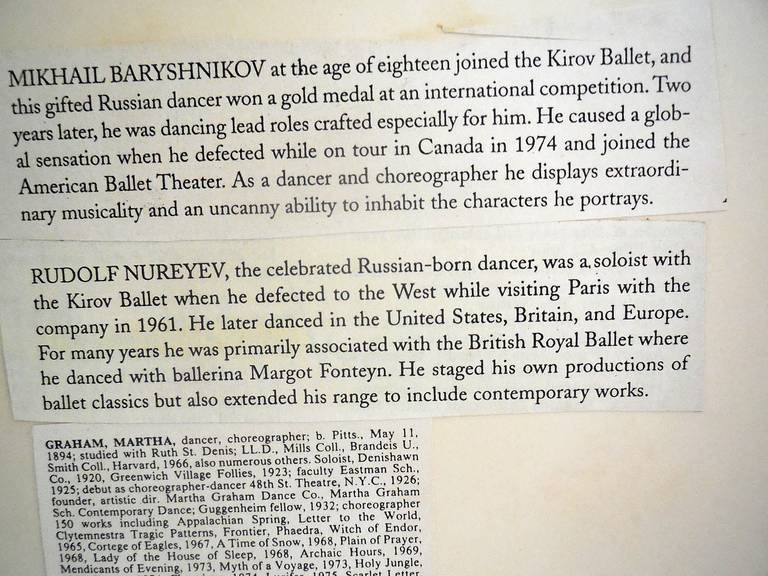 MIKHAIL BARYSHNIKOV at the age of eighteen joined the Kirov Ballet, and
this gifted Russian dancer won a gold medal at an international competition. Two
years later, he was dancing lead roles crafted especially for him. He caused a glob-
al sensation when he defected while on tour in Canada in 1974 and joined the
American Ballet Theater. As a dancer and choreographer he displays extraordi-
nary musicality and an uncanny ability to inhabit the characters he portrays.
RUDOLF NUREYEV, the celebrated Russian-born dancer, was a soloist with
the Kirov Ballet when he defected to the West while visiting Paris with the
company in 1961. He later danced in the United States, Britain, and Europe.
For many years he was primarily associated with the British Royal Ballet where
he danced with ballerina Margot Fonteyn. He staged his own productions of
ballet classics but also extended his range to include contemporary works.
GRAHAM, MARTHA, dancer, choreographer; b. Pitts., May 11,
1894; studied with Ruth St. Denis; LL.D., Mills Coll., Brandeis U.,
Smith Coll., Harvard, 1966, also numerous others. Soloist, Denishawn
Co., 1920, Greenwich Village Follies, 1923; faculty Eastman Sch.,
1925; debut as choreographer-dancer 48th St. Theatre, N.Y.C., 1926;
founder, artistic dir. Martha Graham Dance Co., Martha Graham
Sch. Contemporary Dance; Guggenheim fellow, 1932; choreographer
150 works including Appalachian Spring, Letter to the World,
Clytemnestra Tragic Patterns, Frontier, Phaedra, Witch of Endor,
1965, Cortege of Eagles, 1967, A Time of Snow, 1968, Plain of Prayer,
1968, Lady of the House of Sleep, 1968, Archaic Hours, 1969,
Mendicants of Evening, 1973, Myth of a Voyage, 1973, Holy Jungle,
1974, Lucifer, 1975, Scarlet Letter